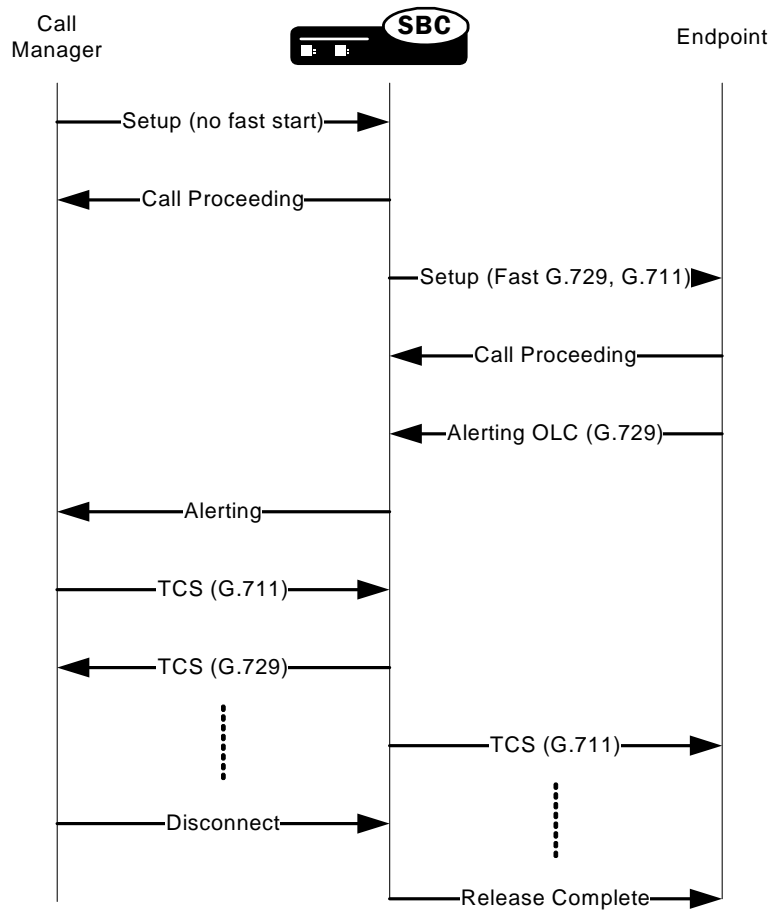 Call
Manager
SBC
Endpoint
Setup (no fast start)
Call Proceeding
Setup (Fast G.729, G.711)
Call Proceeding
Alerting OLC (G.729)
Alerting
TCS (G.711)
TCS (G.729)
TCS (G.711)
Disconnect
Release Complete